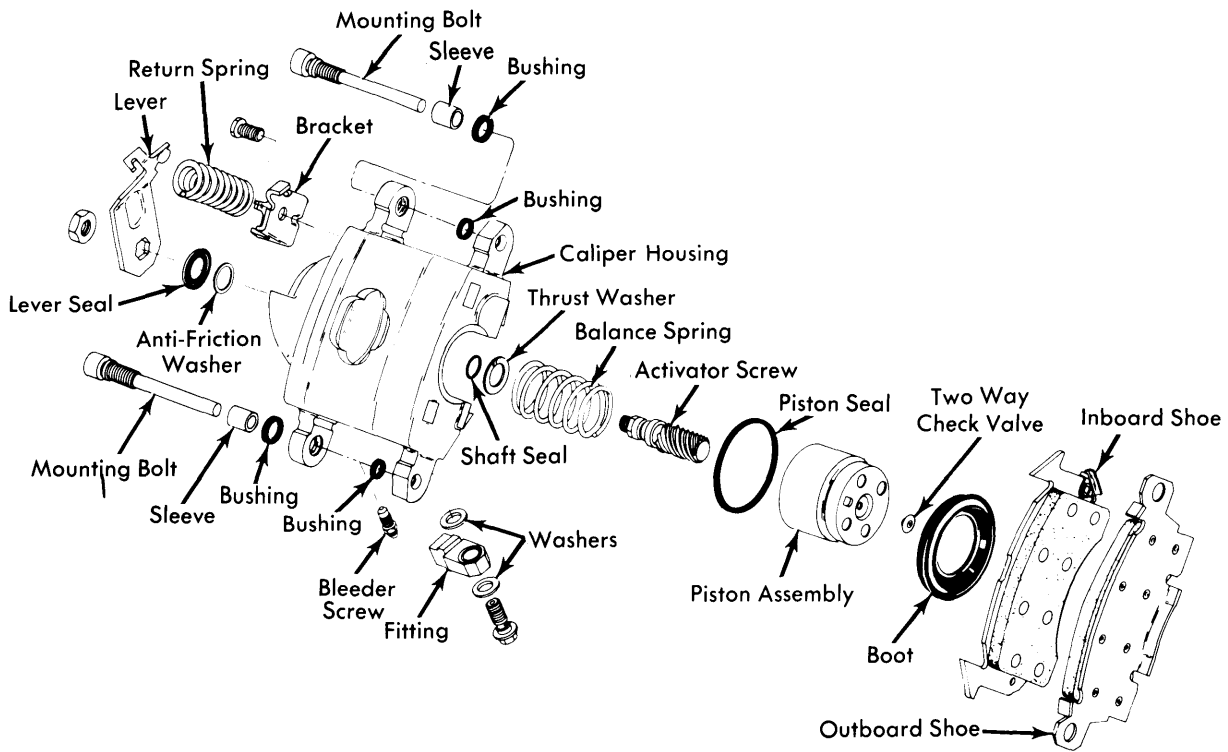 Mounting Bolt
Sleeve
Bushing
Return Spring
Lever
Bracket
Bushing
Caliper Housing
Lever Seal
Thrust Washer
Anti-Friction
Washer
Balance Spring
Activator Screw
Piston Seal
Two Way
Check Valve
Inboard Shoe
Shaft Seal
Mounting Bolt
Sleeve
Bushing
Bushing
Washers
Bleeder
Screw
Fitting
Piston Assembly
Boot
Outboard Shoe